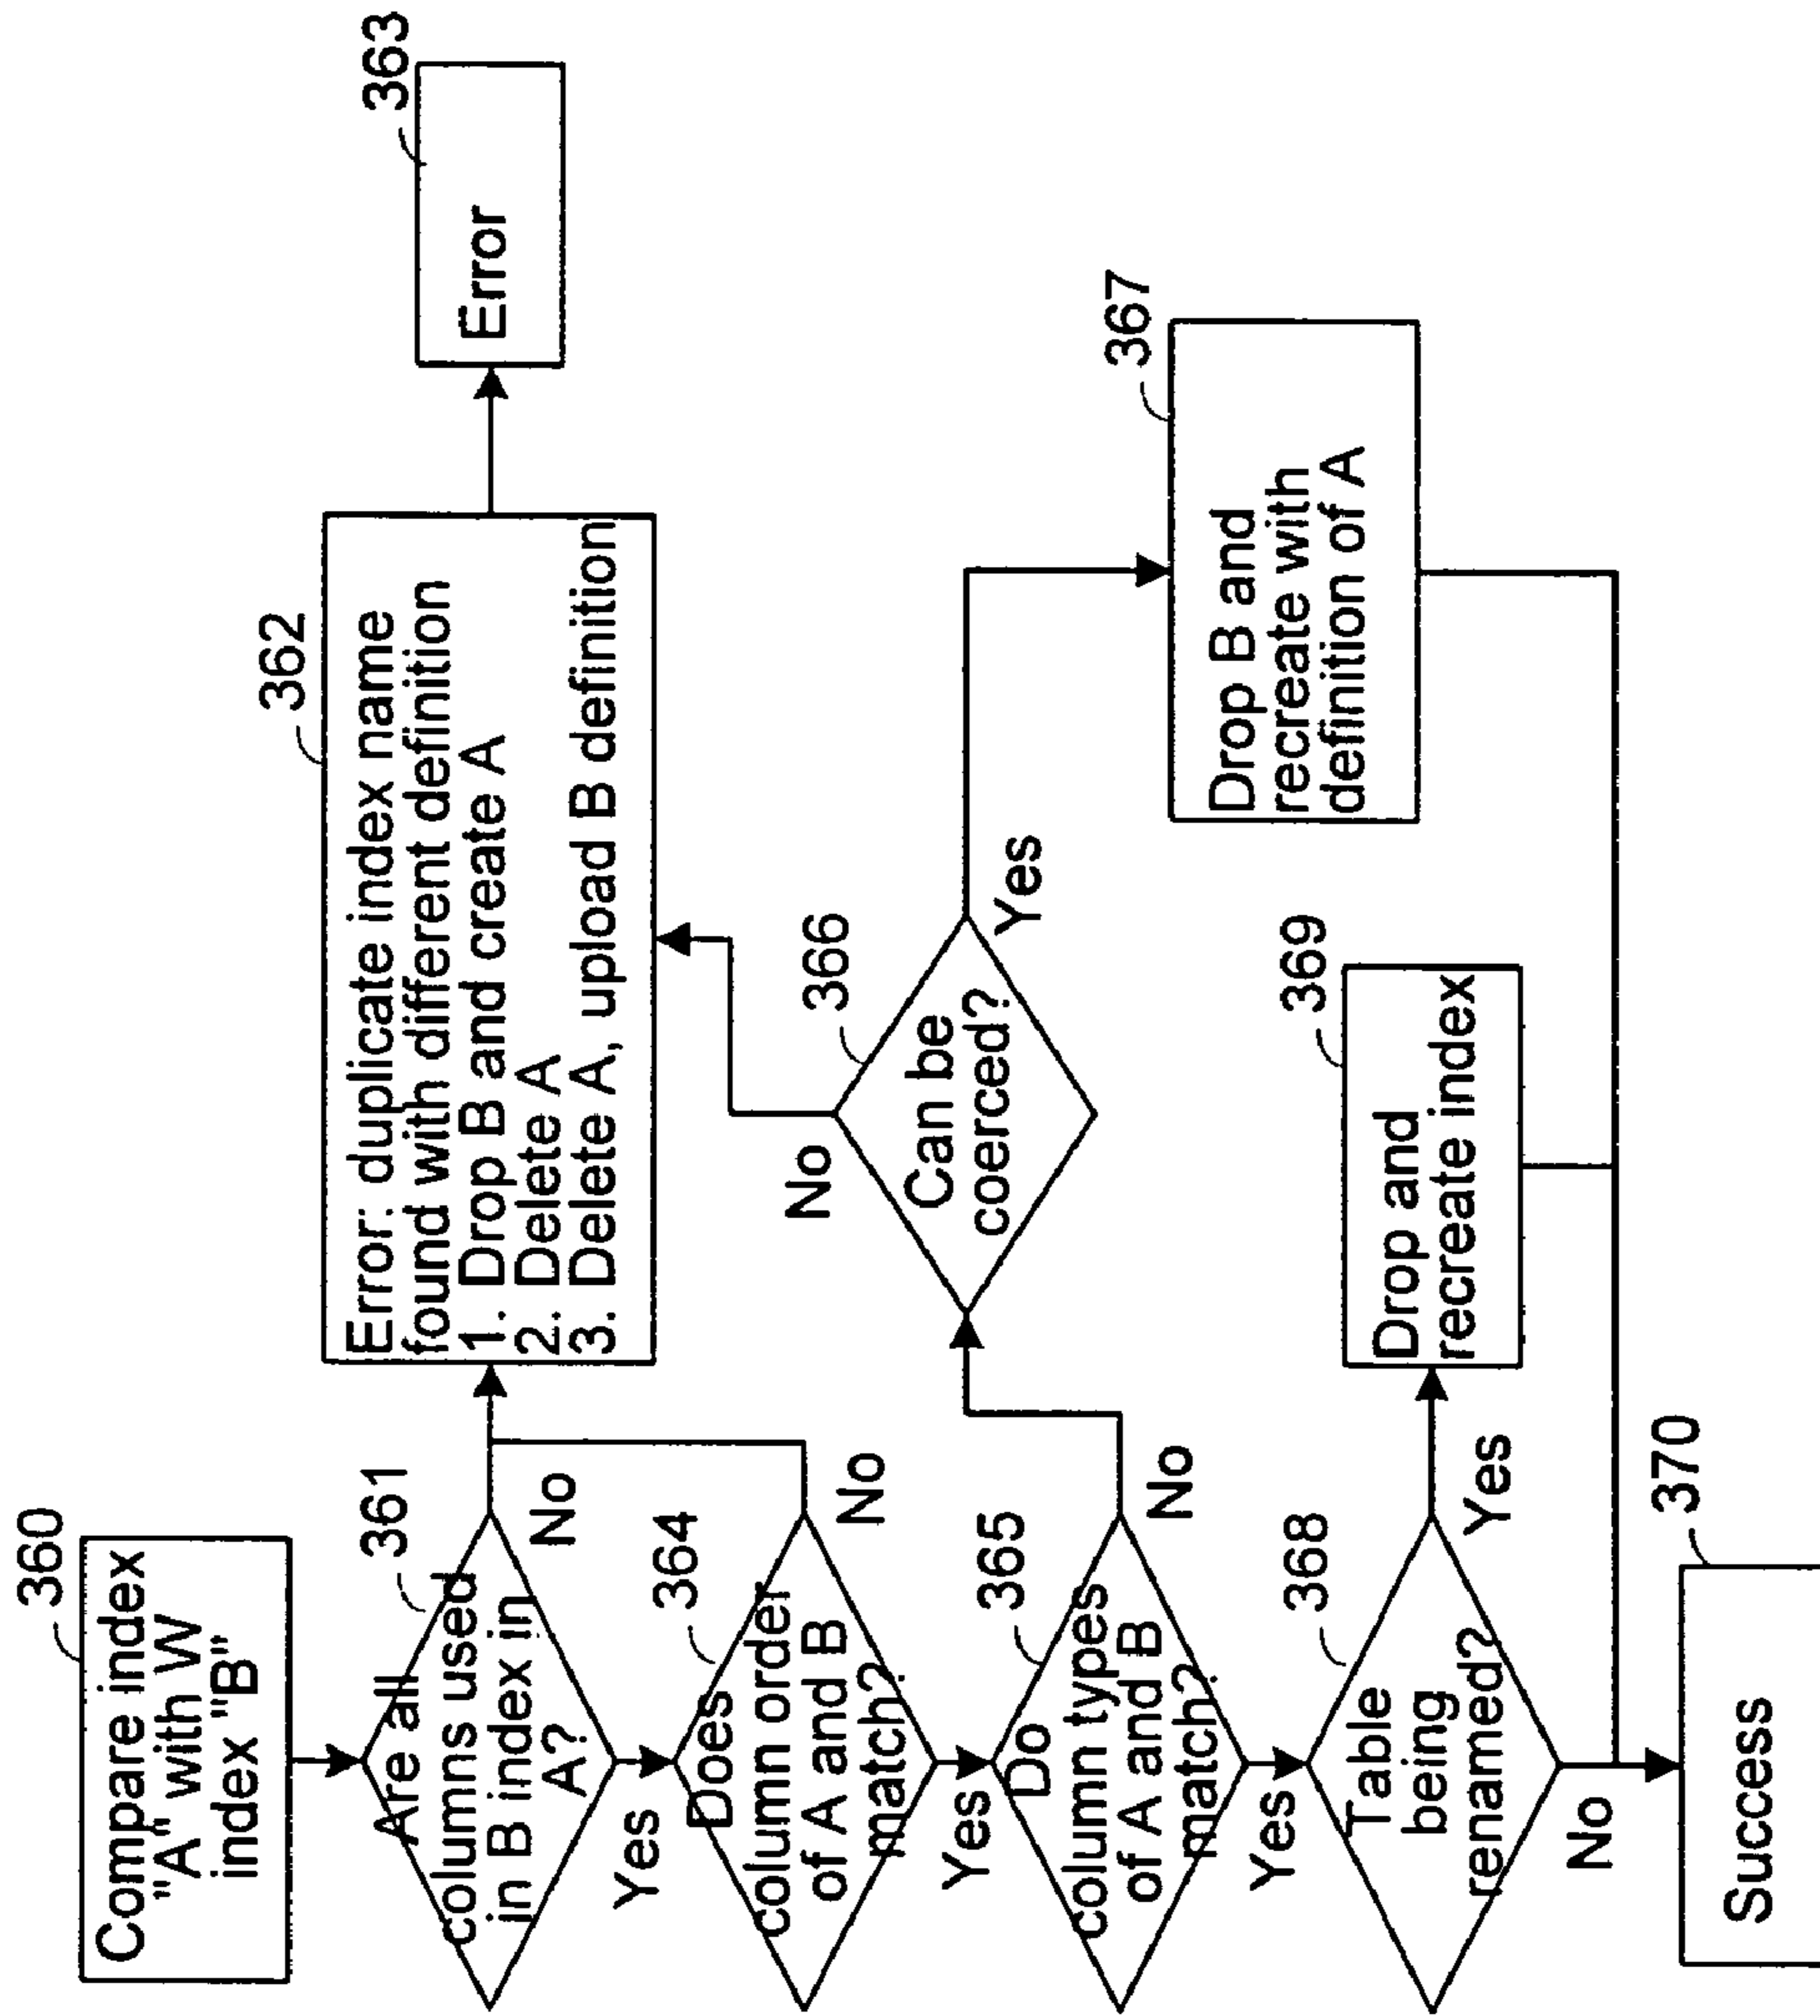 360
Compare index
"A" with W
index "B"
361
Are all
columns used
in B index in
A?
No
Yes
362
Error: duplicate index name
found with different definition
1. Drop B and create A
2. Delete A
3. Delete A, upload B definition
363
Error
364
Does
column order
of A and B
match?
No
Yes
365
Do
column types
of A and B
match?
No
Yes
366
Can be
coerced?
No
Yes
367
Drop B and
recreate with
definition of A
368
Table
being
renamed?
Yes
No
369
Drop and
recreate index
370
Success